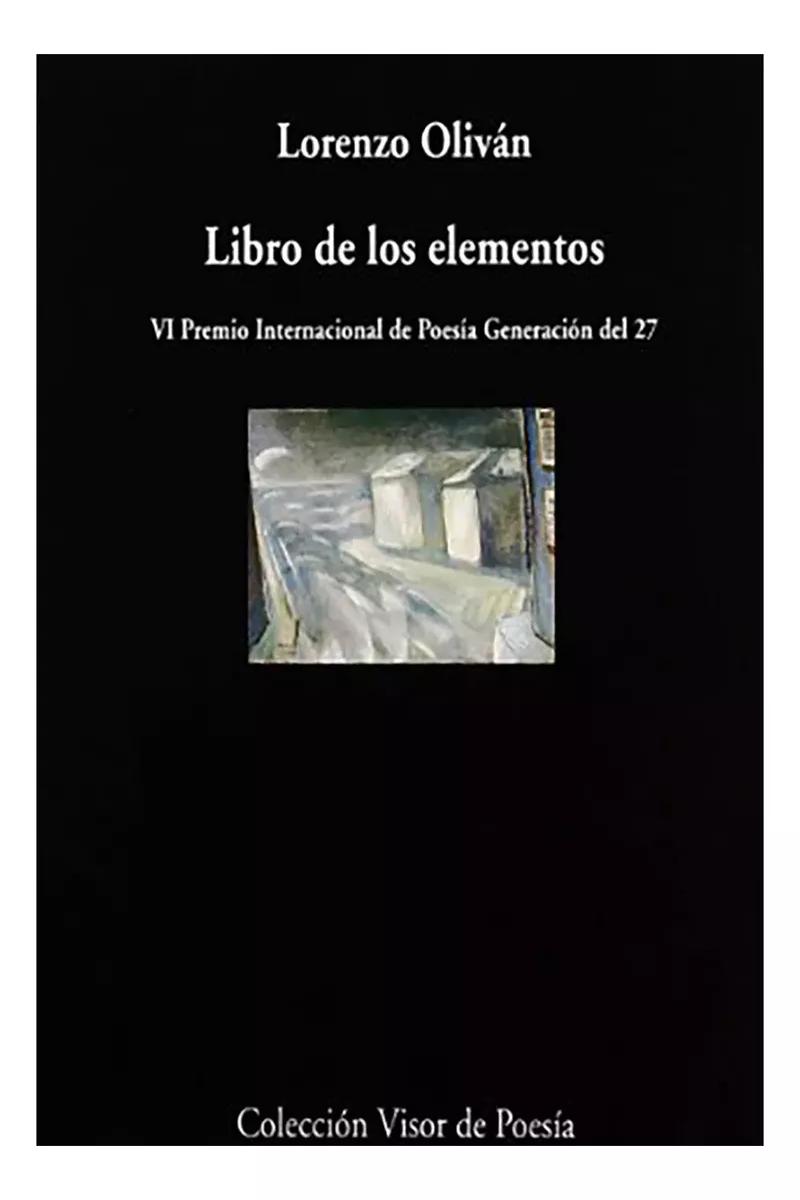 Lorenzo Oliván
Libro de los elementos
VI Premio Internacional de Poesía Generación del 27
Colección Visor de Poesía